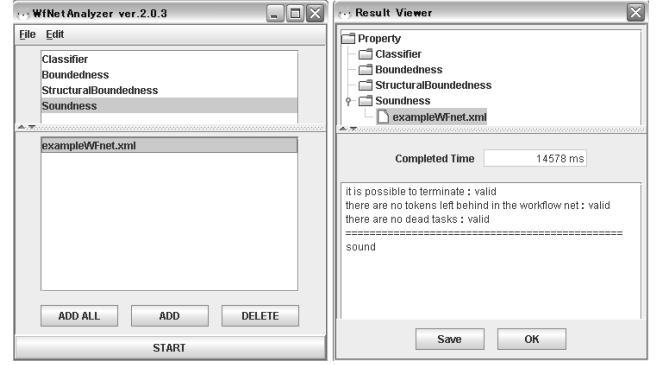 WfNetAnalyzer ver.2.0.3
File Edit
Classifier
Boundedness
StructuralBoundedness
Soundness
exampleWFnet.xml
ADD ALL ADD DELETE
START
Result Viewer
Property
Classifier
Boundedness
StructuralBoundedness
Soundness
exampleWFnet.xml
Completed Time 14578 ms
it is possible to terminate : valid
there are no tokens left behind in the workflow net : valid
there are no dead tasks : valid
==============================================
sound
Save OK